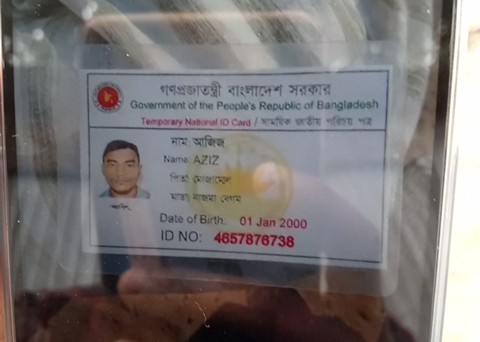 গণপ্রজাতন্ত্রী বাংলাদেশ সরকার
Government of the People's Republic of Bangladesh
Temporary National ID Card / সাময়িক জাতীয় পরিচয় পত্র
নাম: আজিজ
Name: AZIZ
পিতা: মোজাম্মেল
মাতা: নাজমা বেগম
Date of Birth: 01 Jan 2000
ID NO: 4657876738